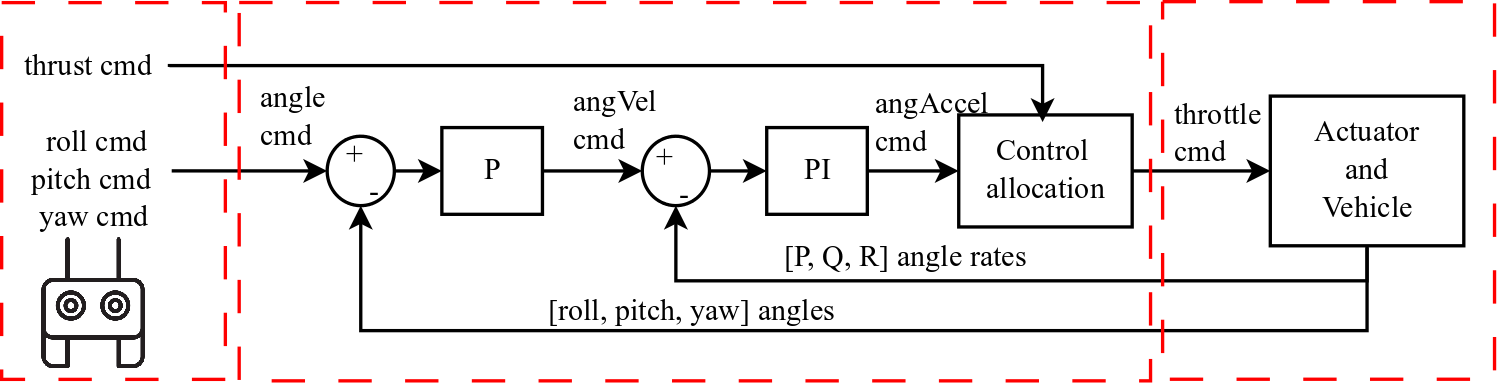 thrust cmd
roll cmd
pitch cmd
yaw cmd
angle
cmd
+
-
P
angVel
cmd
+
-
PI
angAccel
cmd
Control
allocation
throttle
cmd
Actuator
and
Vehicle
[P, Q, R] angle rates
[roll, pitch, yaw] angles